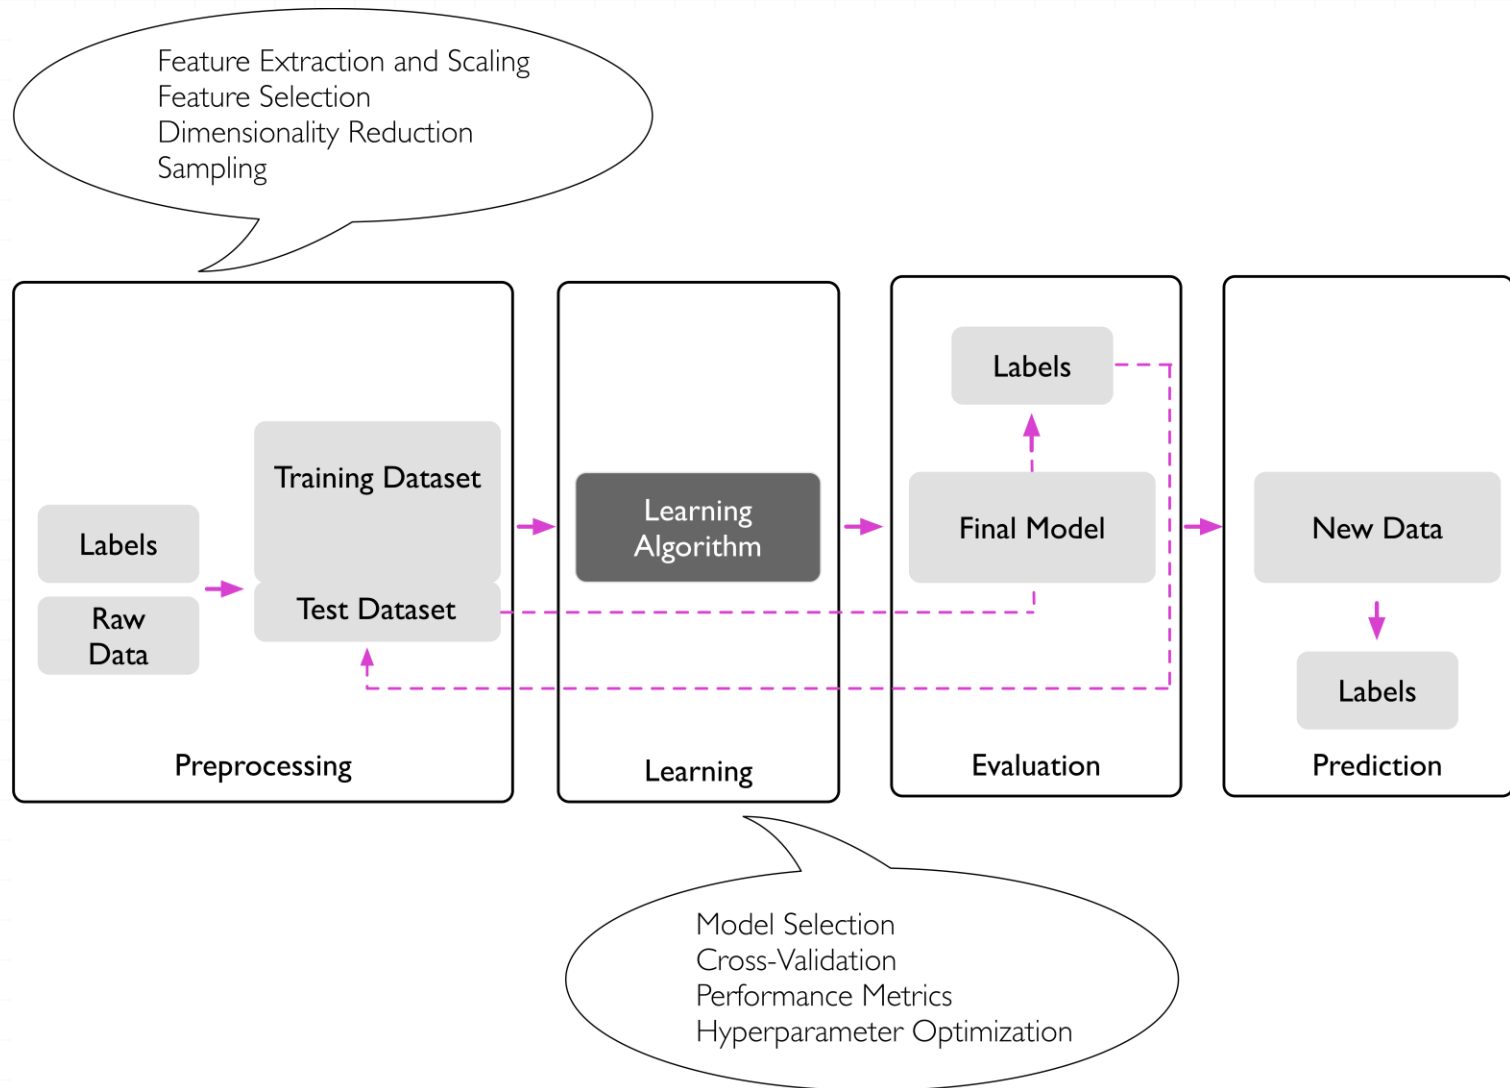 Feature Extraction and Scaling
Feature Selection
Dimensionality Reduction
Sampling
Labels
Raw
Data
Training Dataset
Test Dataset
Preprocessing
Learning
Algorithm
Learning
Labels
Final Model
Evaluation
New Data
Labels
Prediction
Model Selection
Cross-Validation
Performance Metrics
Hyperparameter Optimization